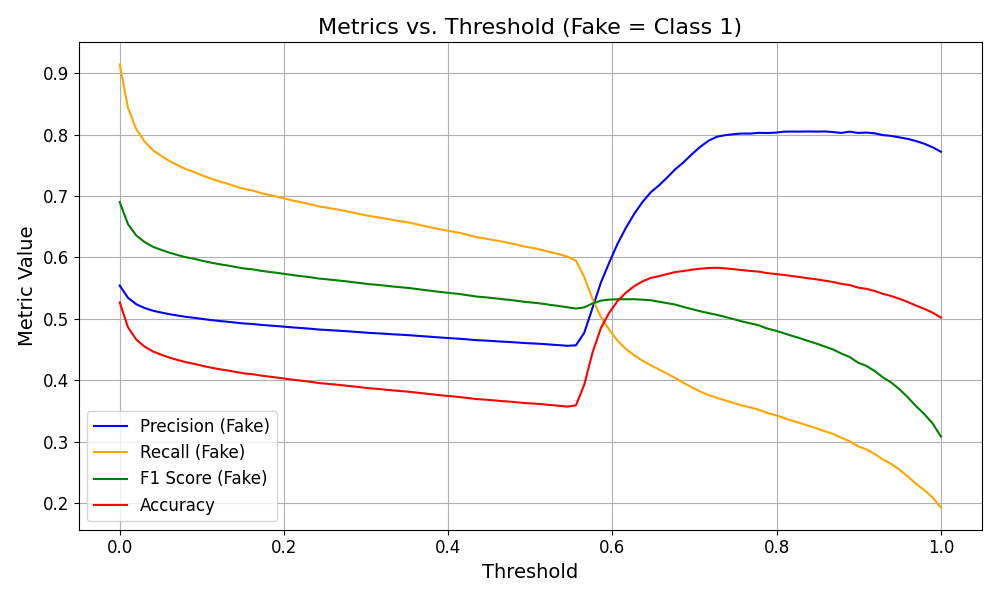 Metrics vs. Threshold (Fake = Class 1)
Metric Value
0.9
0.8
0.7
0.6
0.5
0.4
0.3
0.2
Precision (Fake)
Recall (Fake)
F1 Score (Fake)
Accuracy
0.0 0.2 0.4 0.6 0.8 1.0
Threshold